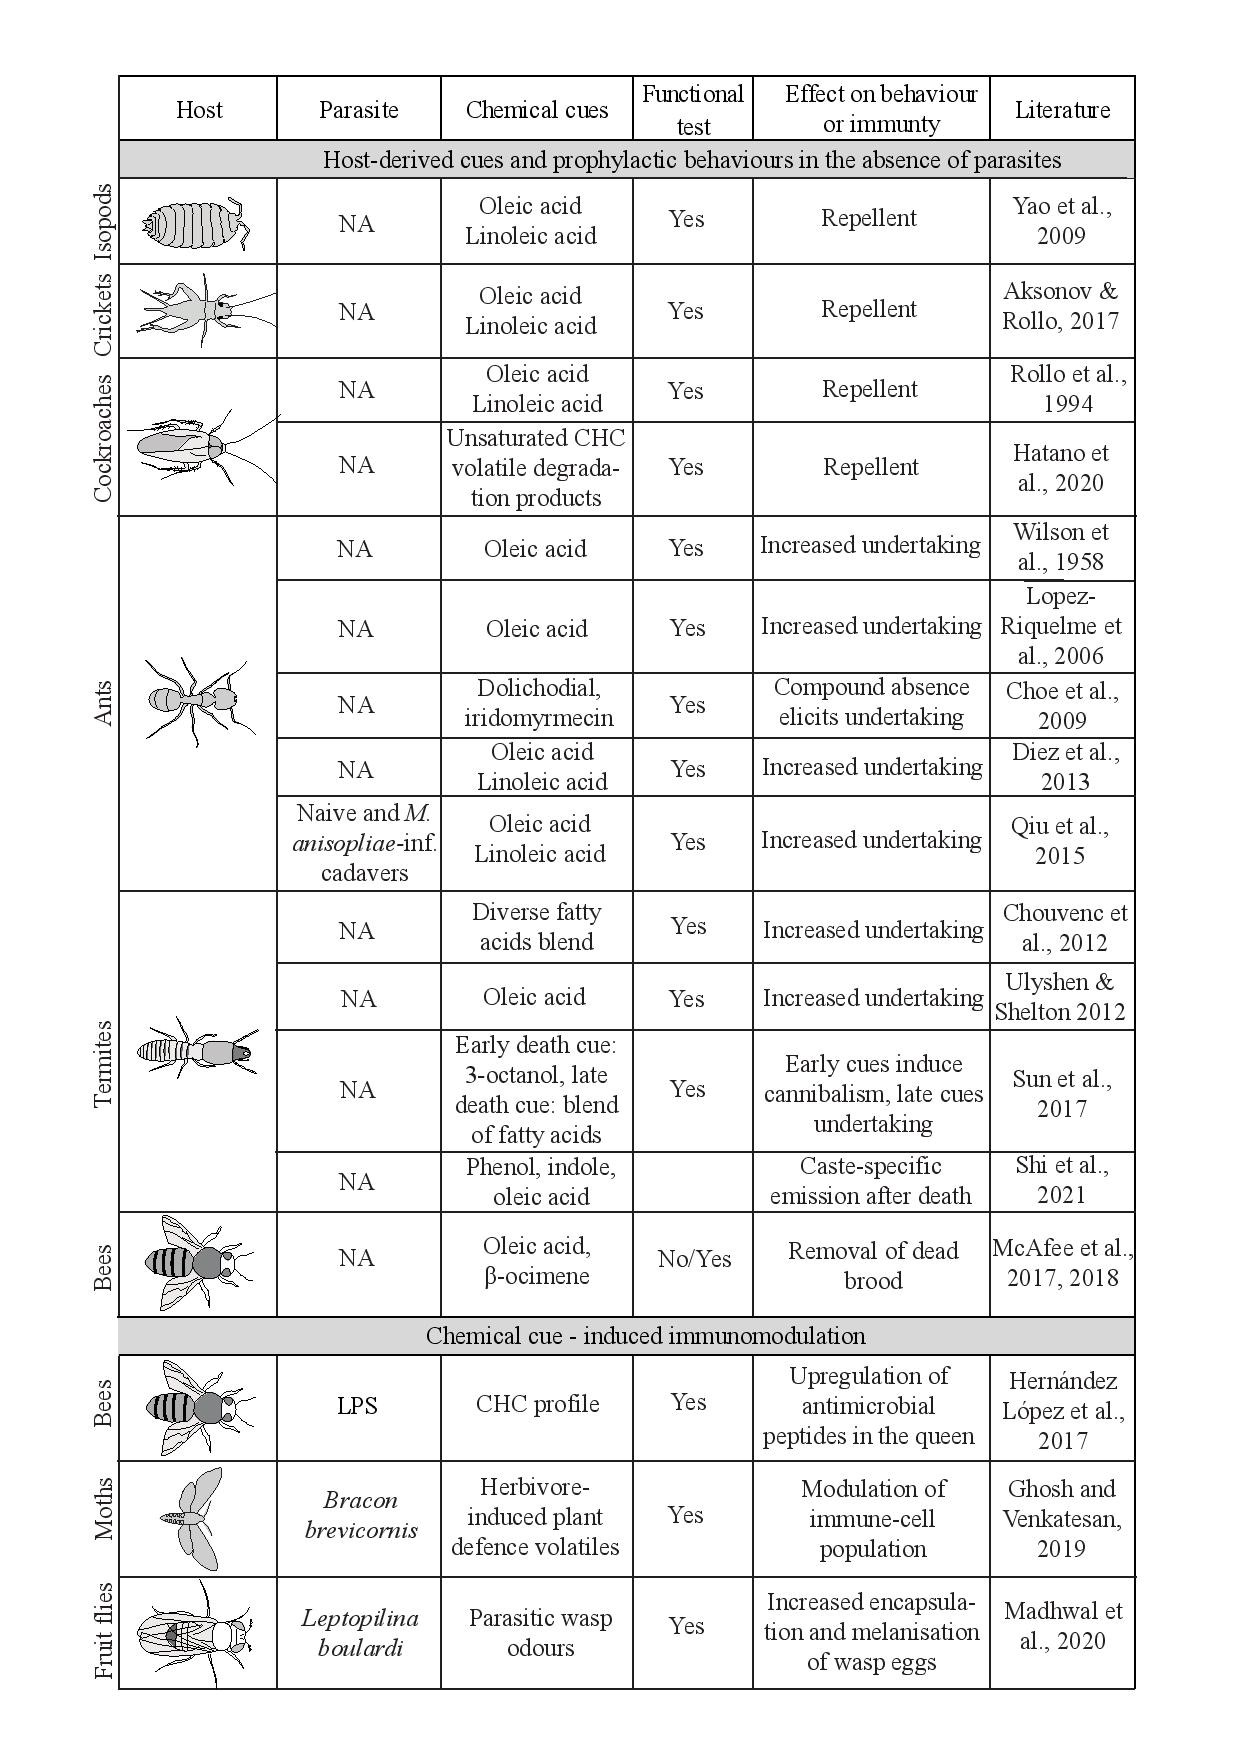 Host
Parasite
Chemical cues
Functional
test
Effect on behaviour
or immunty
Literature
Host-derived cues and prophylactic behaviours in the absence of parasites
Isopods
NA
Oleic acid
Linoleic acid
Yes
Repellent
Yao et al.,
2009
Crickets
NA
Oleic acid
Linoleic acid
Yes
Repellent
Aksonov &
Rollo, 2017
Cockroaches
NA
Oleic acid
Linoleic acid
Yes
Repellent
Rollo et al.,
1994
NA
Unsaturated CHC
volatile degrada-
tion products
Yes
Repellent
Hatano et
al., 2020
Ants
NA
Oleic acid
Yes
Increased undertaking
Wilson et
al., 1958
NA
Oleic acid
Yes
Increased undertaking
Lopez-
Riquelme et
al., 2006
NA
Dolichodial,
iridomyrmecin
Yes
Compound absence
elicits undertaking
Choe et al.,
2009
NA
Oleic acid
Linoleic acid
Yes
Increased undertaking
Diez et al.,
2013
Naive and M.
anisopliae-inf.
cadavers
Oleic acid
Linoleic acid
Yes
Increased undertaking
Qiu et al.,
2015
Termites
NA
Diverse fatty
acids blend
Yes
Increased undertaking
Chouvenc et
al., 2012
NA
Oleic acid
Yes
Increased undertaking
Ulyshen &
Shelton 2012
NA
Early death cue:
3-octanol, late
death cue: blend
of fatty acids
Yes
Early cues induce
cannibalism, late cues
undertaking
Sun et al.,
2017
NA
Phenol, indole,
oleic acid
Caste-specific
emission after death
Shi et al.,
2021
Bees
NA
Oleic acid,
β-ocimene
No/Yes
Removal of dead
brood
McAfee et al.,
2017, 2018
Chemical cue - induced immunomodulation
Bees
LPS
CHC profile
Yes
Upregulation of
antimicrobial
peptides in the queen
Hernández
López et al.,
2017
Moths
Bracon
brevicornis
Herbivore-
induced plant
defence volatiles
Yes
Modulation of
immune-cell
population
Ghosh and
Venkatesan,
2019
Fruit flies
Leptopilina
boulardi
Parasitic wasp
odours
Yes
Increased encapsula-
tion and melanisation
of wasp eggs
Madhwal et
al., 2020